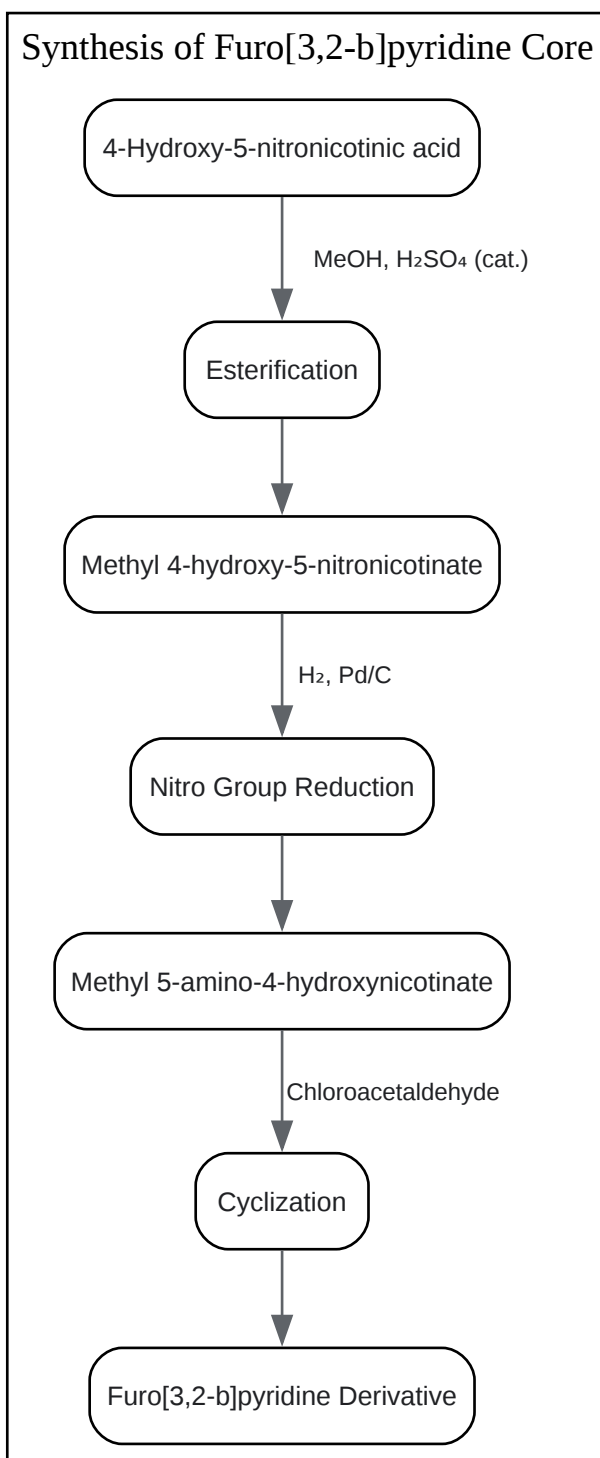 Synthesis of Furo[3,2-b]pyridine Core
4-Hydroxy-5-nitronicotinic acid
MeOH, H₂SO₄ (cat.)
Esterification
Methyl 4-hydroxy-5-nitronicotinate
H₂, Pd/C
Nitro Group Reduction
Methyl 5-amino-4-hydroxynicotinate
Chloroacetaldehyde
Cyclization
Furo[3,2-b]pyridine Derivative